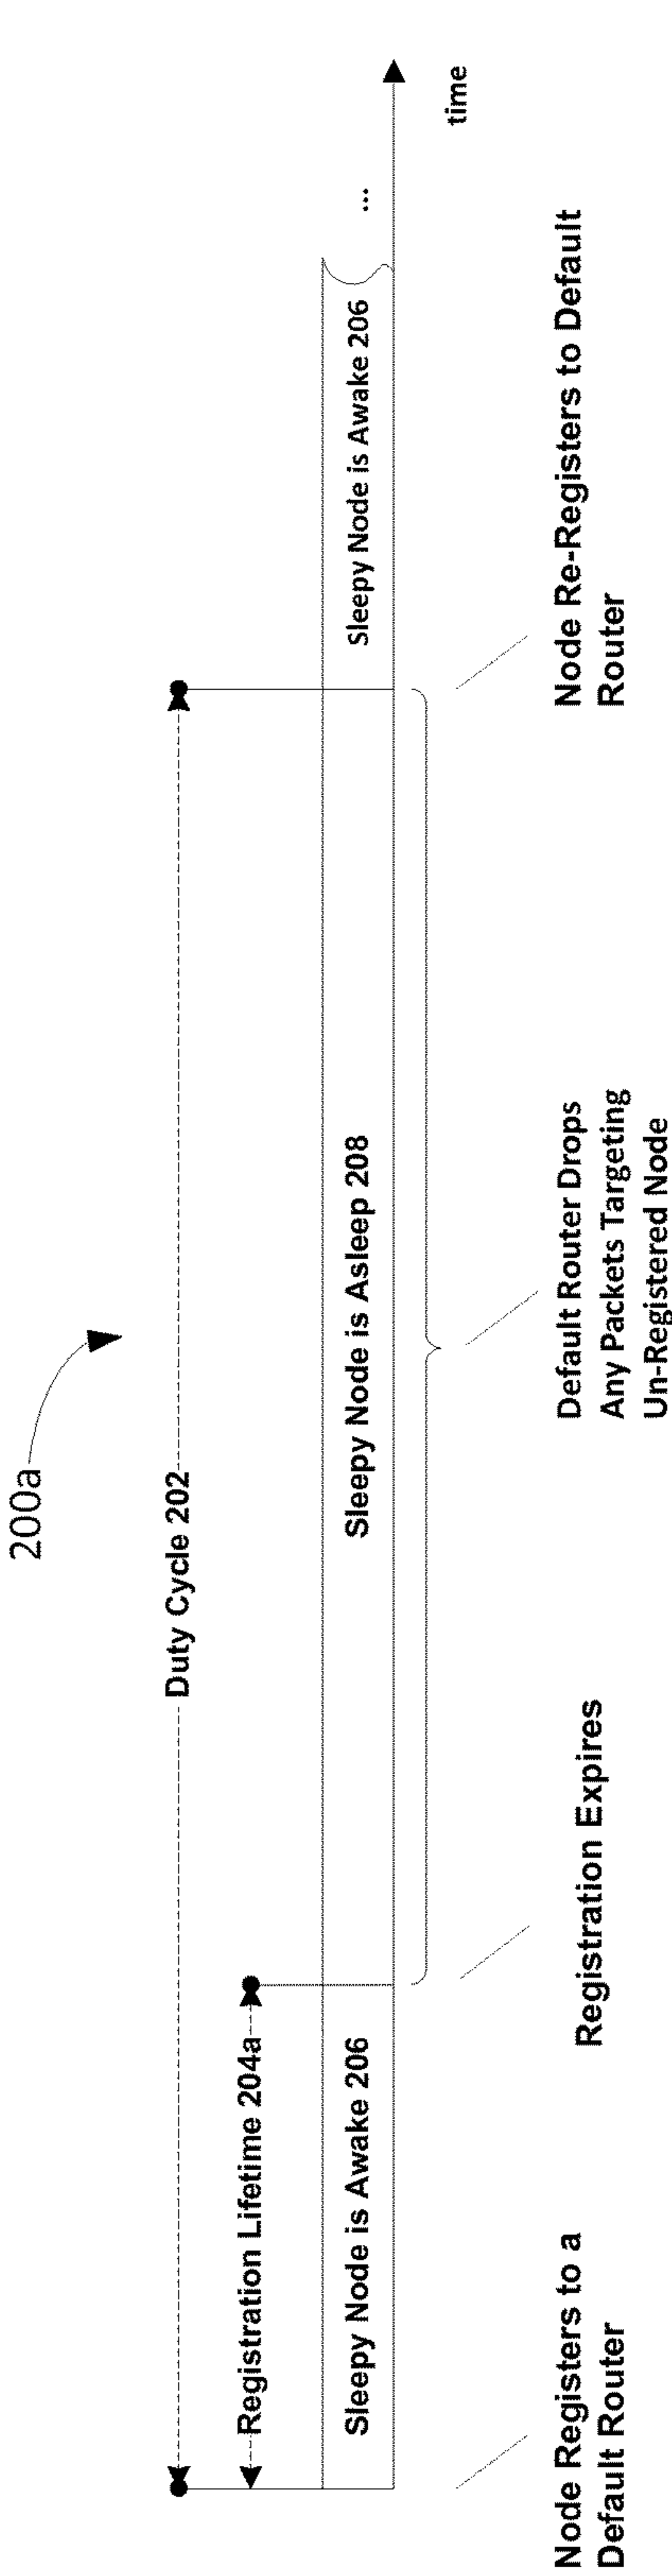 200a
Duty Cycle 202
Registration Lifetime 204a
Sleepy Node is Awake 206
Sleepy Node is Asleep 208
Sleepy Node is Awake 206
...
time
Node Registers to a
Default Router
Registration Expires
Default Router Drops
Any Packets Targeting
Un-Registered Node
Node Re-Registers to Default
Router